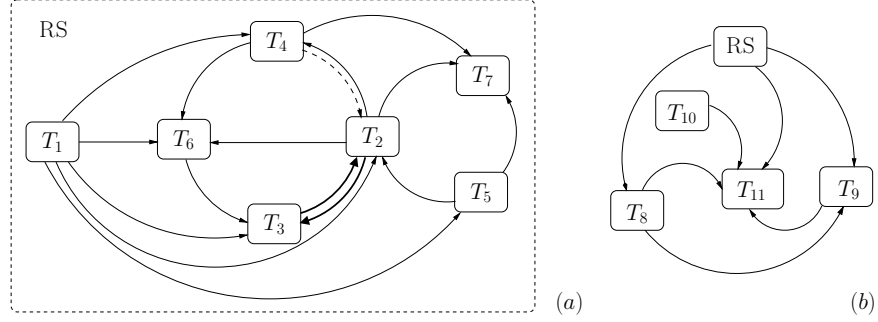 RS
T₄
T₇
T₁
T₆
T₂
T₅
T₃
(a)
RS
T₁₀
T₁₁
T₉
T₈
(b)